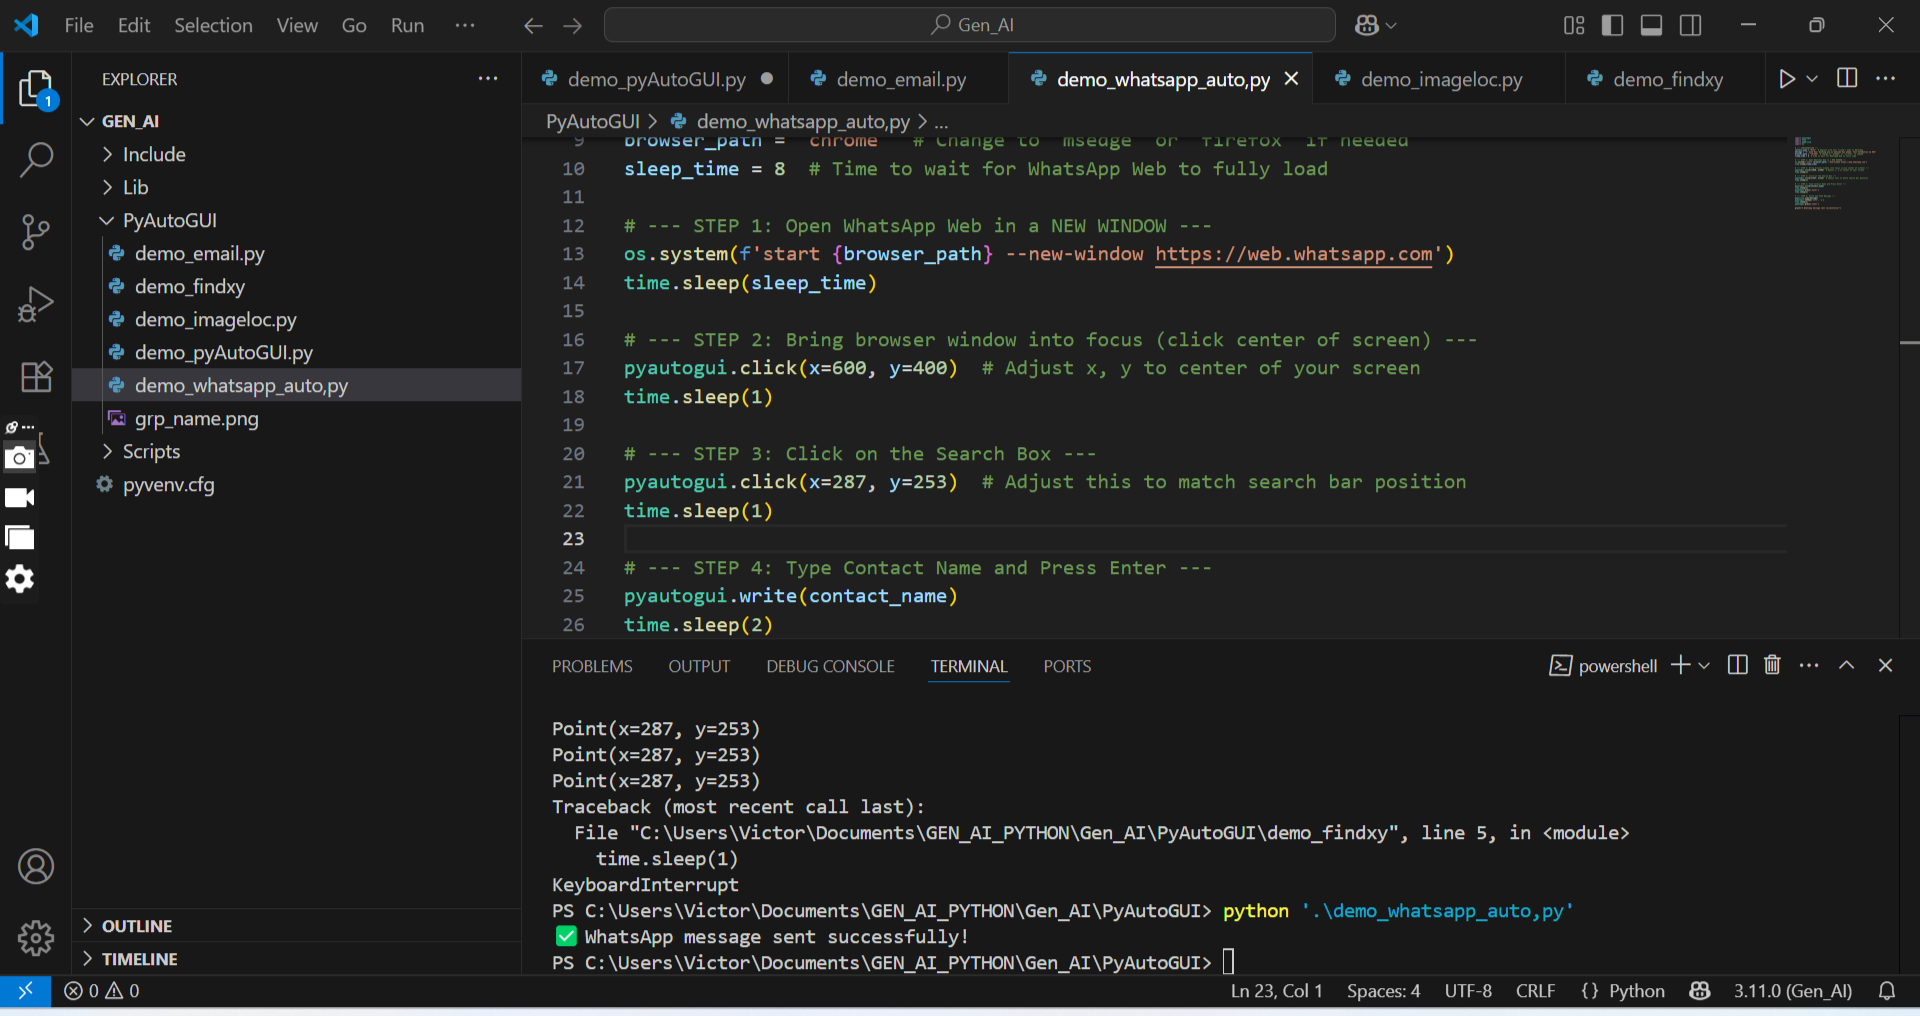 File Edit Selection View Go Run ···
Gen_AI
EXPLORER
1
GEN_AI
Include
Lib
PyAutoGUI
demo_email.py
demo_findxy
demo_imageloc.py
demo_pyAutoGUI.py
demo_whatsapp_auto,py
grp_name.png
Scripts
pyvenv.cfg
OUTLINE
TIMELINE
demo_pyAutoGUI.py demo_email.py demo_whatsapp_auto,py demo_imageloc.py demo_findxy
PyAutoGUI > demo_whatsapp_auto,py > ...
9 browser_path = "chrome" # Change to "msedge" or "firefox" if needed
10 sleep_time = 8 # Time to wait for WhatsApp Web to fully load
11
12 # --- STEP 1: Open WhatsApp Web in a NEW WINDOW ---
13 os.system(f'start {browser_path} --new-window https://web.whatsapp.com')
14 time.sleep(sleep_time)
15
16 # --- STEP 2: Bring browser window into focus (click center of screen) ---
17 pyautogui.click(x=600, y=400) # Adjust x, y to center of your screen
18 time.sleep(1)
19
20 # --- STEP 3: Click on the Search Box ---
21 pyautogui.click(x=287, y=253) # Adjust this to match search bar position
22 time.sleep(1)
23
24 # --- STEP 4: Type Contact Name and Press Enter ---
25 pyautogui.write(contact_name)
26 time.sleep(2)
PROBLEMS OUTPUT DEBUG CONSOLE TERMINAL PORTS
powershell
Point(x=287, y=253)
Point(x=287, y=253)
Point(x=287, y=253)
Traceback (most recent call last):
  File "C:\Users\Victor\Documents\GEN_AI_PYTHON\Gen_AI\PyAutoGUI\demo_findxy", line 5, in <module>
    time.sleep(1)
KeyboardInterrupt
PS C:\Users\Victor\Documents\GEN_AI_PYTHON\Gen_AI\PyAutoGUI> python '.\demo_whatsapp_auto,py'
✅ WhatsApp message sent successfully!
PS C:\Users\Victor\Documents\GEN_AI_PYTHON\Gen_AI\PyAutoGUI>
0 0
Ln 23, Col 1 Spaces: 4 UTF-8 CRLF {} Python 3.11.0 (Gen_AI)